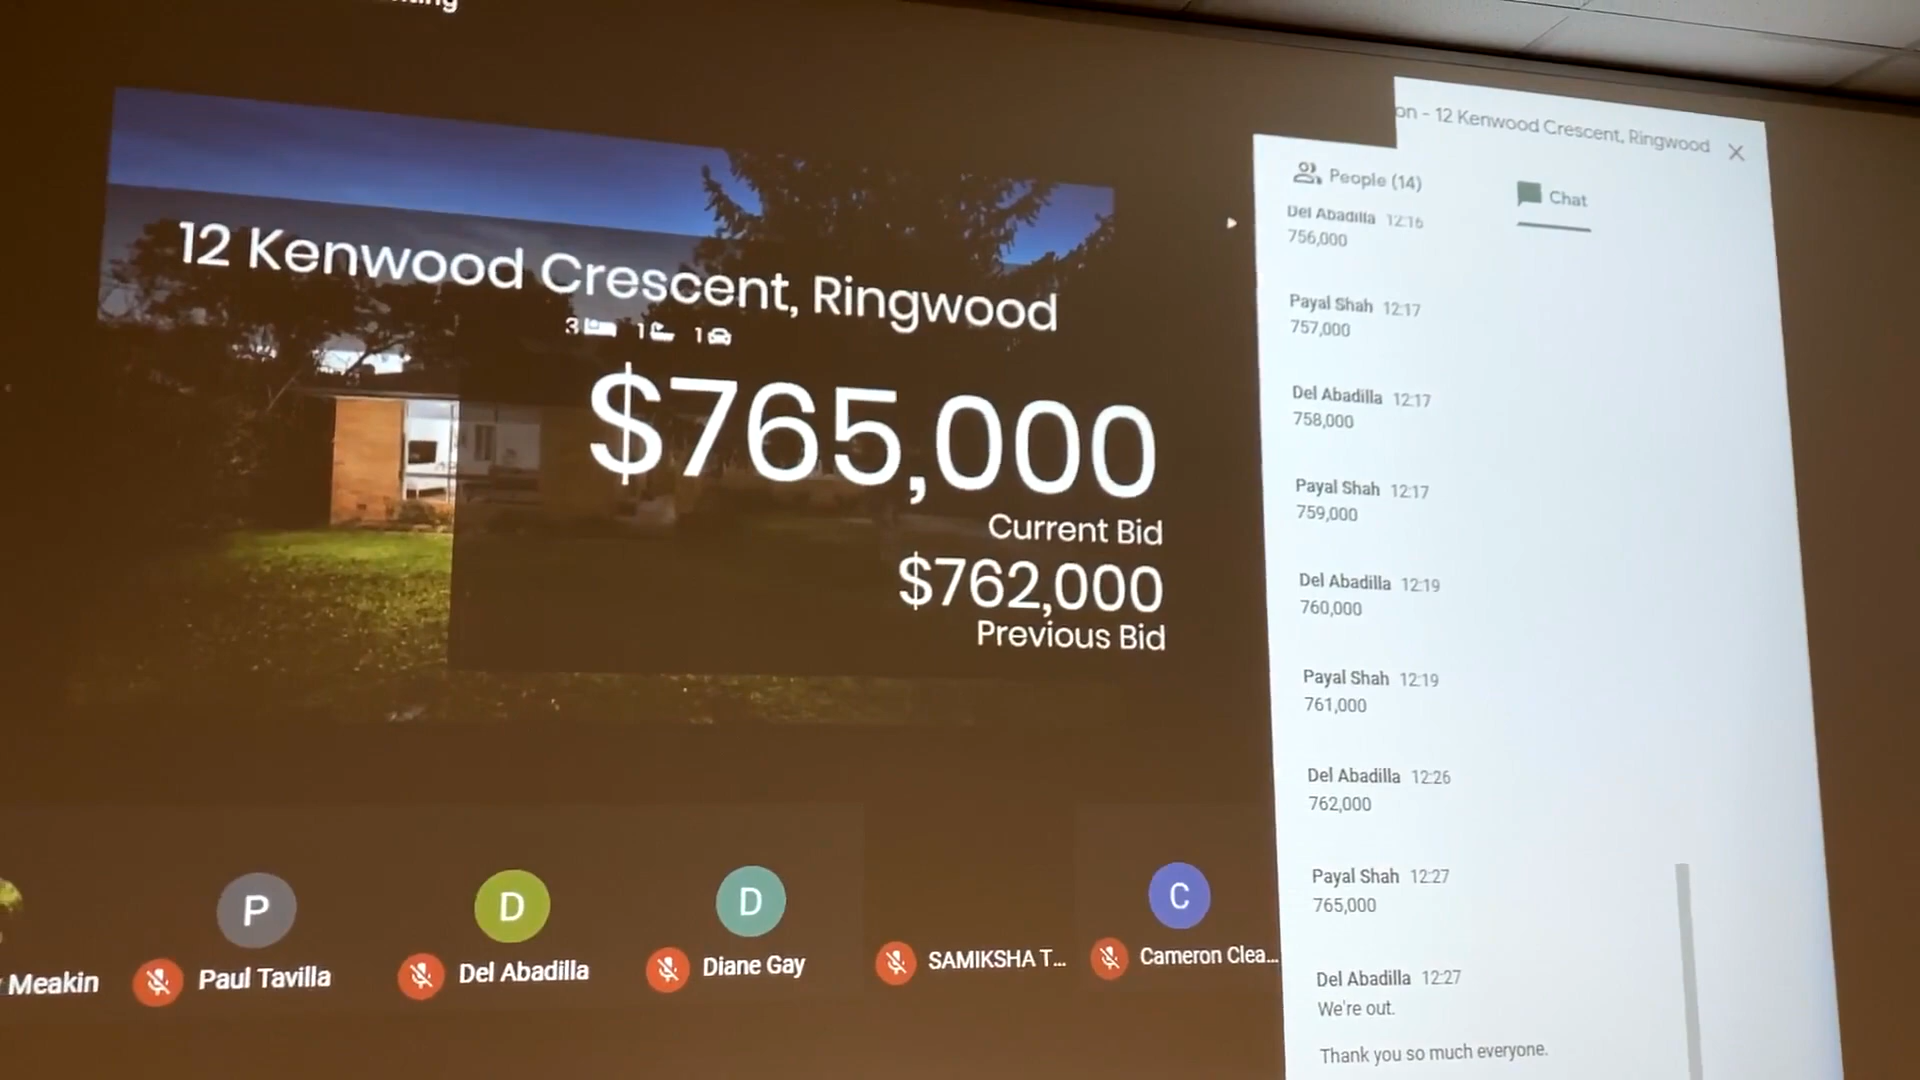 12 Kenwood Crescent, Ringwood
3 1 1
$765,000
Current Bid
$762,000
Previous Bid
on - 12 Kenwood Crescent, Ringwood
People (14)
Chat
Del Abadilla 12:16
756,000
Payal Shah 12:17
757,000
Del Abadilla 12:17
758,000
Payal Shah 12:17
759,000
Del Abadilla 12:19
760,000
Payal Shah 12:19
761,000
Del Abadilla 12:26
762,000
Payal Shah 12:27
765,000
Del Abadilla 12:27
We're out.
Thank you so much everyone.
P
D
D
C
Meakin
Paul Tavilla
Del Abadilla
Diane Gay
SAMIKSHA T...
Cameron Clea...